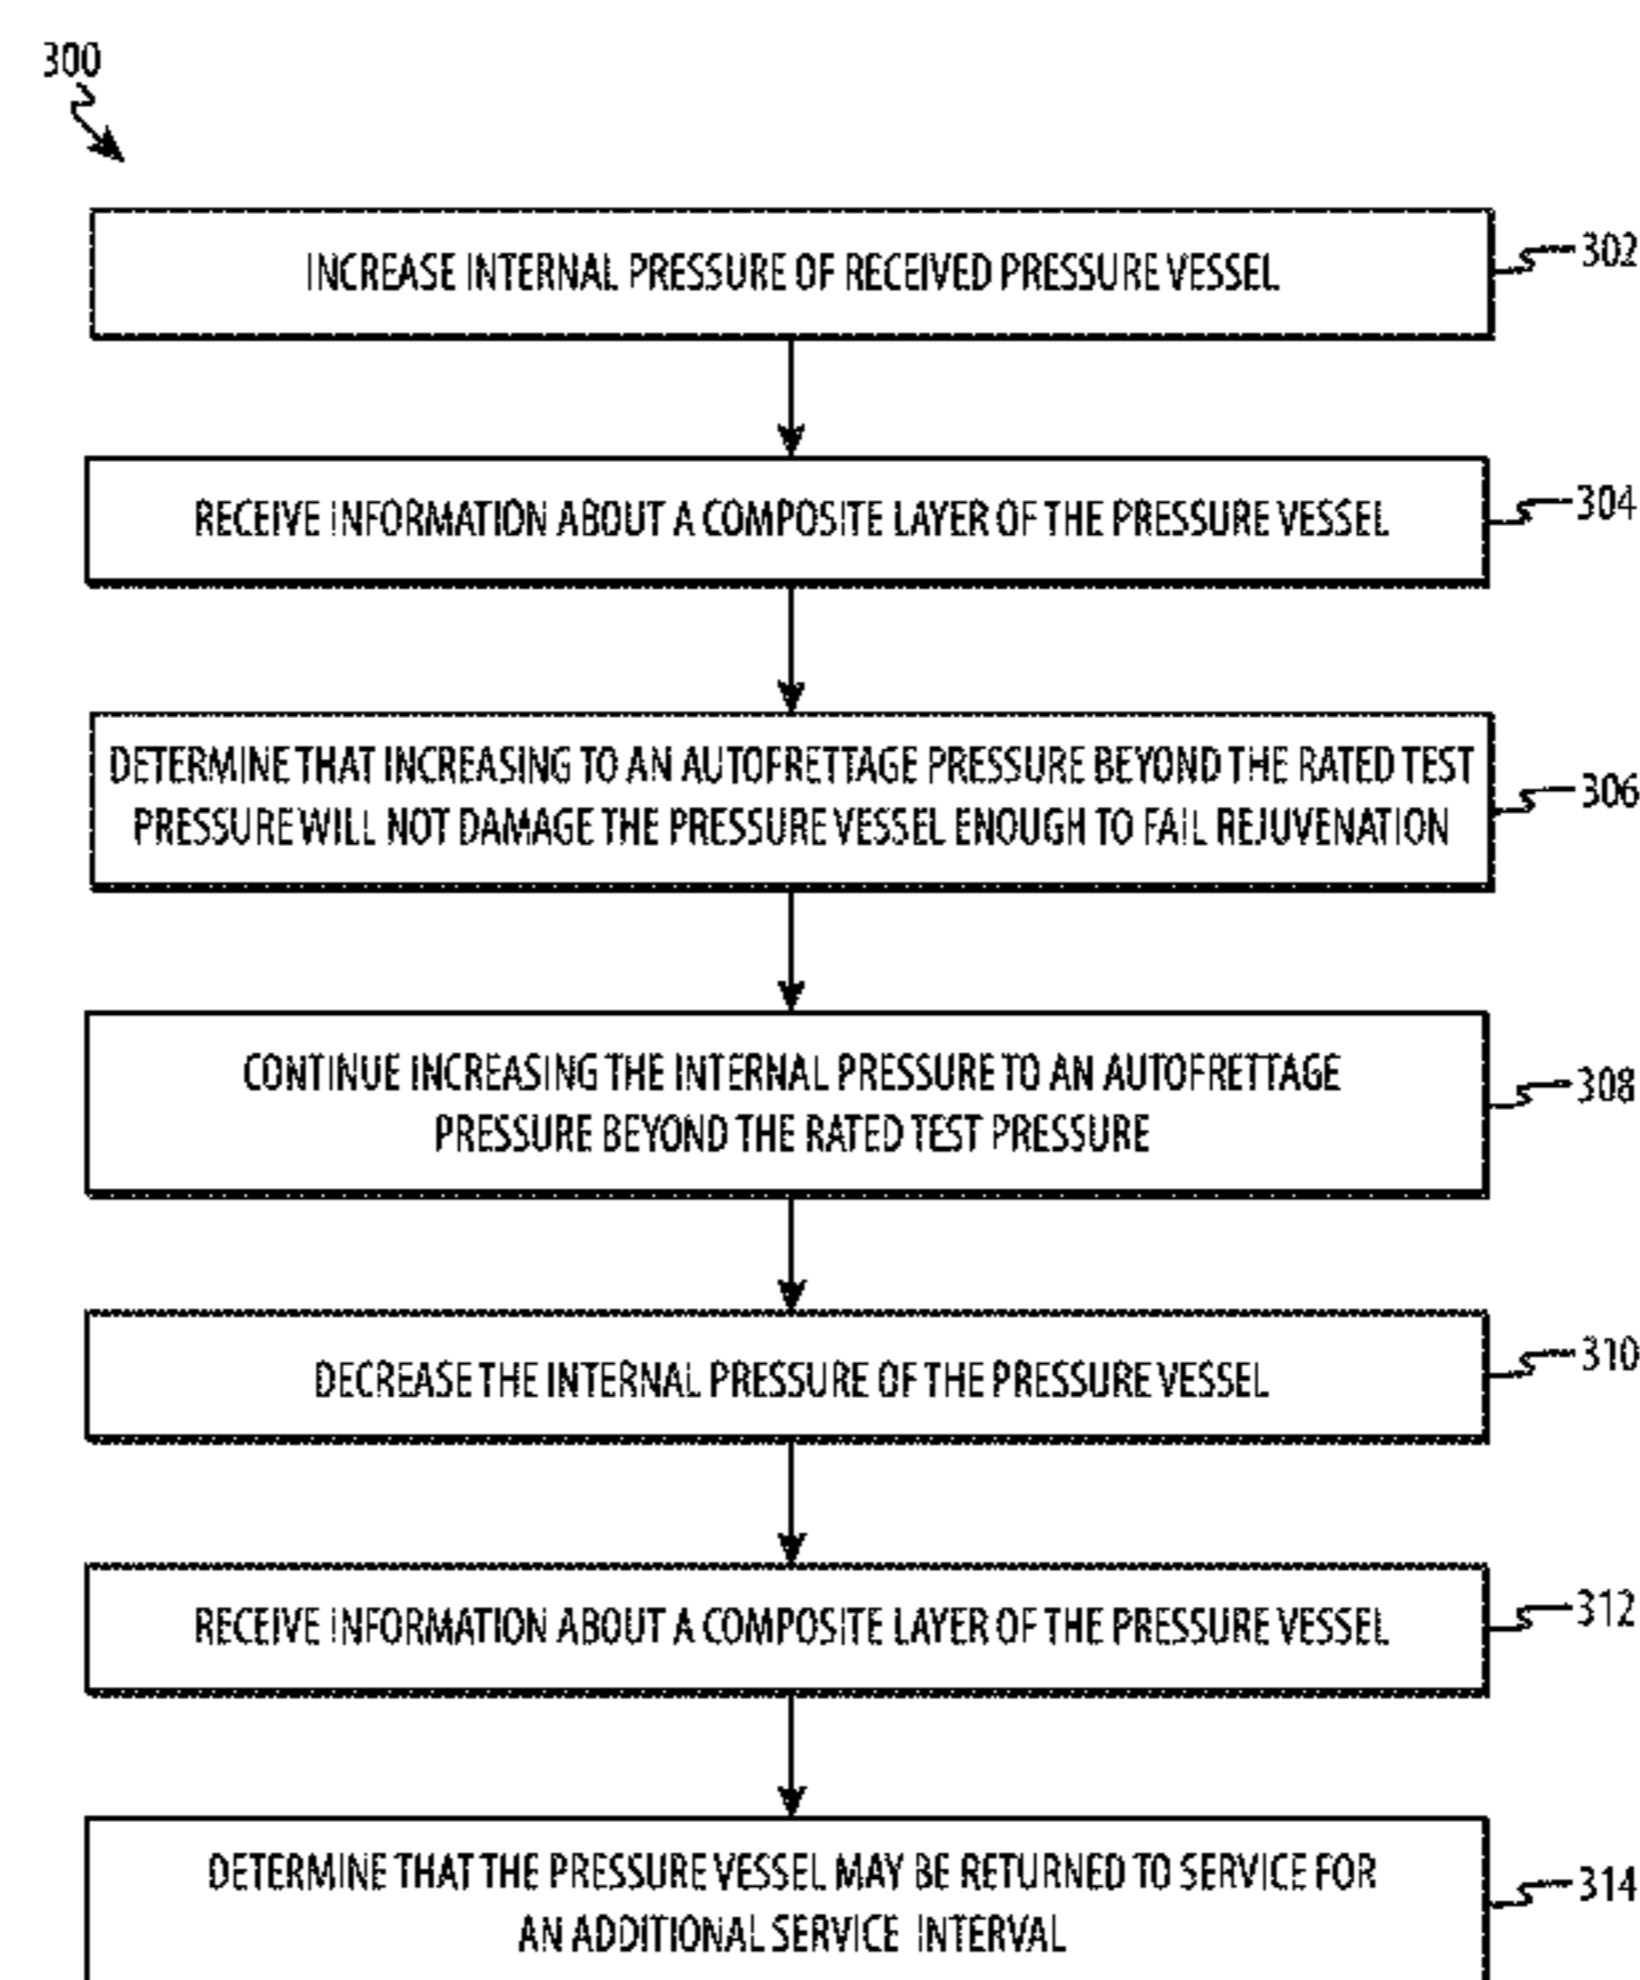 300
INCREASE INTERNAL PRESSURE OF RECEIVED PRESSURE VESSEL
302
RECEIVE INFORMATION ABOUT A COMPOSITE LAYER OF THE PRESSURE VESSEL
304
DETERMINE THAT INCREASING TO AN AUTOFRETTAGE PRESSURE BEYOND THE RATED TEST
PRESSURE WILL NOT DAMAGE THE PRESSURE VESSEL ENOUGH TO FAIL REJUVENATION
306
CONTINUE INCREASING THE INTERNAL PRESSURE TO AN AUTOFRETTAGE
PRESSURE BEYOND THE RATED TEST PRESSURE
308
DECREASE THE INTERNAL PRESSURE OF THE PRESSURE VESSEL
310
RECEIVE INFORMATION ABOUT A COMPOSITE LAYER OF THE PRESSURE VESSEL
312
DETERMINE THAT THE PRESSURE VESSEL MAY BE RETURNED TO SERVICE FOR
AN ADDITIONAL SERVICE INTERVAL
314